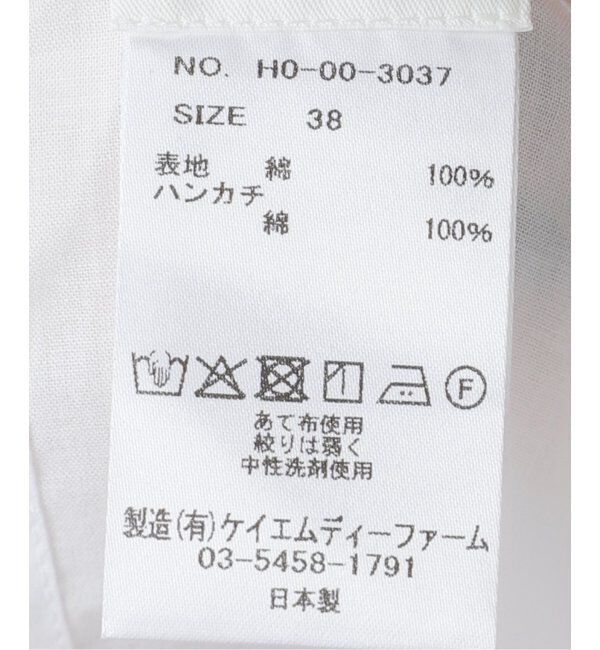 NO. H0-00-3037
SIZE 38
表地 綿 100%
ハンカチ
綿 100%
F
あて布使用
絞りは弱く
中性洗剤使用
製造(有)ケイエムディーファーム
03-5458-1791
日本製